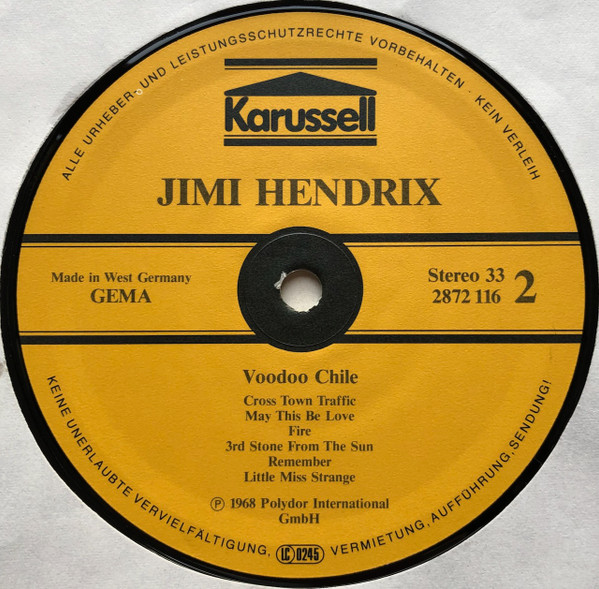 ALLE URHEBER- UND LEISTUNGSSCHUTZRECHTE VORBEHALTEN · KEIN VERLEIH
Karussell
JIMI HENDRIX
Made in West Germany
GEMA
Stereo 33
2872 116 2
Voodoo Chile
Cross Town Traffic
May This Be Love
Fire
3rd Stone From The Sun
Remember
Little Miss Strange
Ⓟ 1968 Polydor International
GmbH
KEINE UNERLAUBTE VERVIELFÄLTIGUNG, LC 0245 VERMIETUNG, AUFFÜHRUNG, SENDUNG!